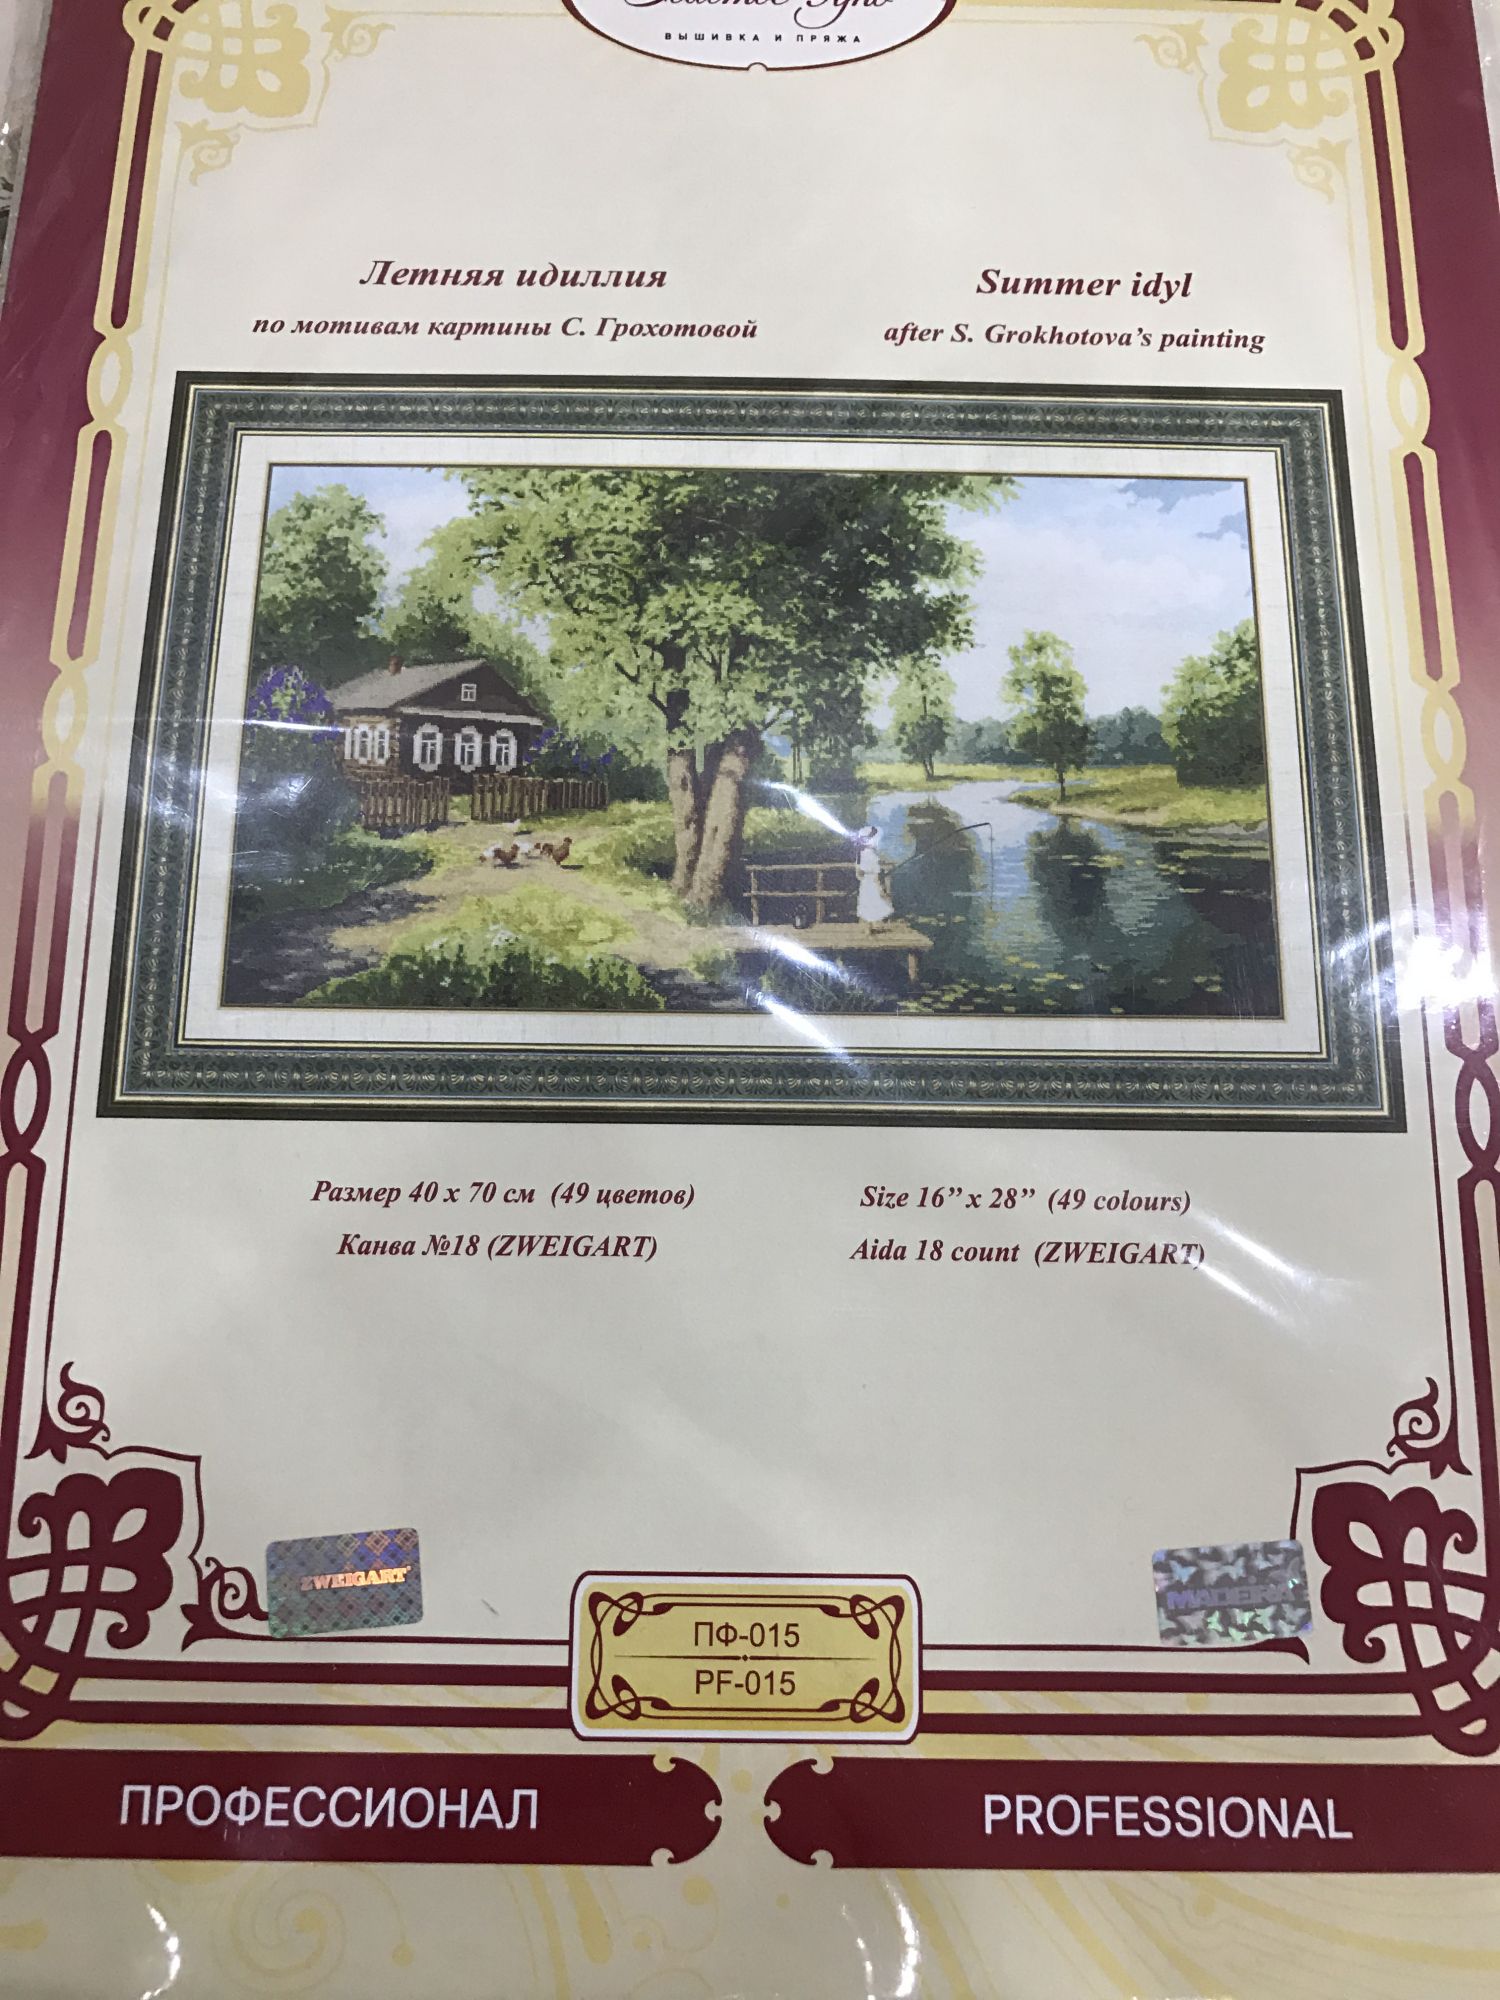 ВЫШИВКА И ПРЯЖА
Летняя идиллия
по мотивам картины С. Грохотовой
Summer idyl
after S. Grokhotova's painting
Размер 40 х 70 см (49 цветов)
Канва №18 (ZWEIGART)
Size 16” x 28” (49 colours)
Aida 18 count (ZWEIGART)
ZWEIGART
MADEIRA
ПФ-015
PF-015
ПРОФЕССИОНАЛ
PROFESSIONAL